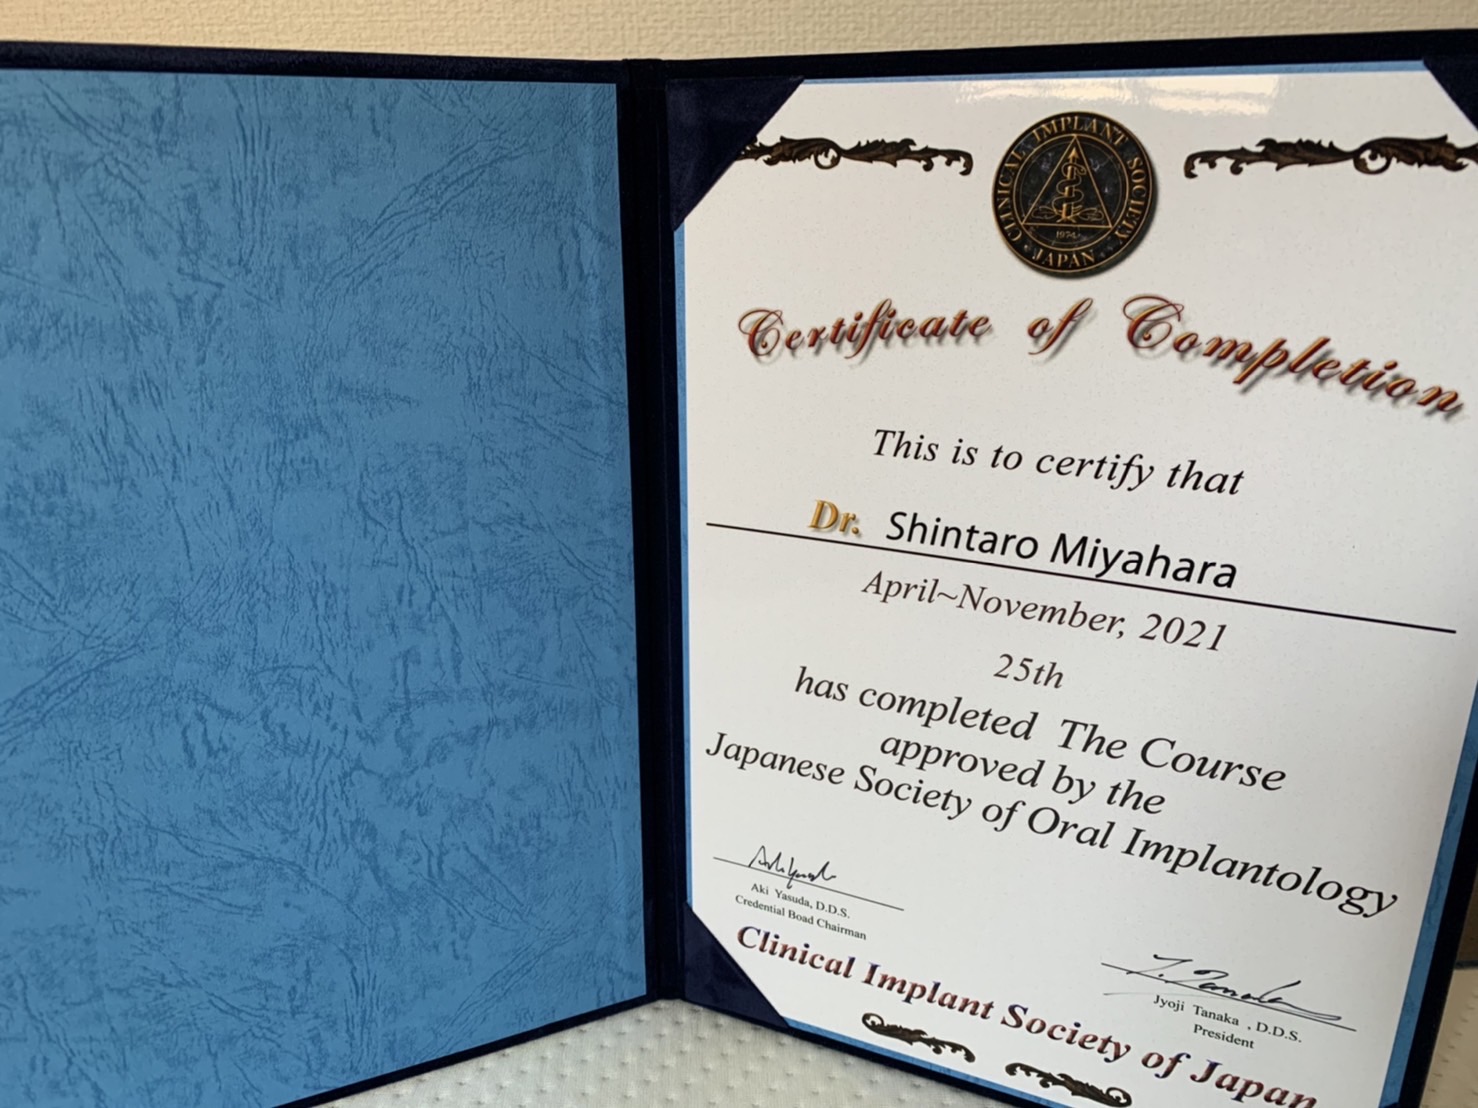 CLINICAL IMPLANT SOCIETY
1974
JAPAN
Certificate of Completion
This is to certify that
Dr. Shintaro Miyahara
April~November, 2021
25th
has completed The Course
approved by the
Japanese Society of Oral Implantology
Aki Yasuda, D.D.S.
Credential Boad Chairman
Jyoji Tanaka , D.D.S.
President
Clinical Implant Society of Japan